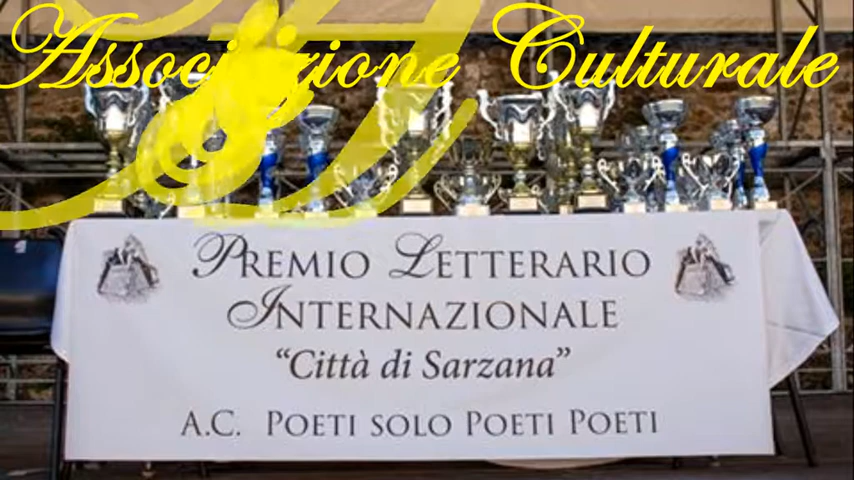 Associazione Culturale
PREMIO LETTERARIO
INTERNAZIONALE
“Città di Sarzana”
A.C. POETI SOLO POETI POETI